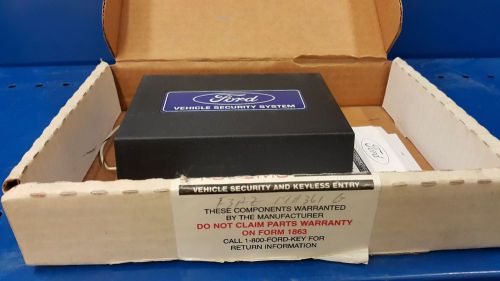 Ford
VEHICLE SECURITY SYSTEM
Ford
VEHICLE SECURITY AND KEYLESS ENTRY
THESE COMPONENTS WARRANTED
BY THE MANUFACTURER
DO NOT CLAIM PARTS WARRANTY
ON FORM 1863
CALL 1-800-FORD-KEY FOR
RETURN INFORMATION